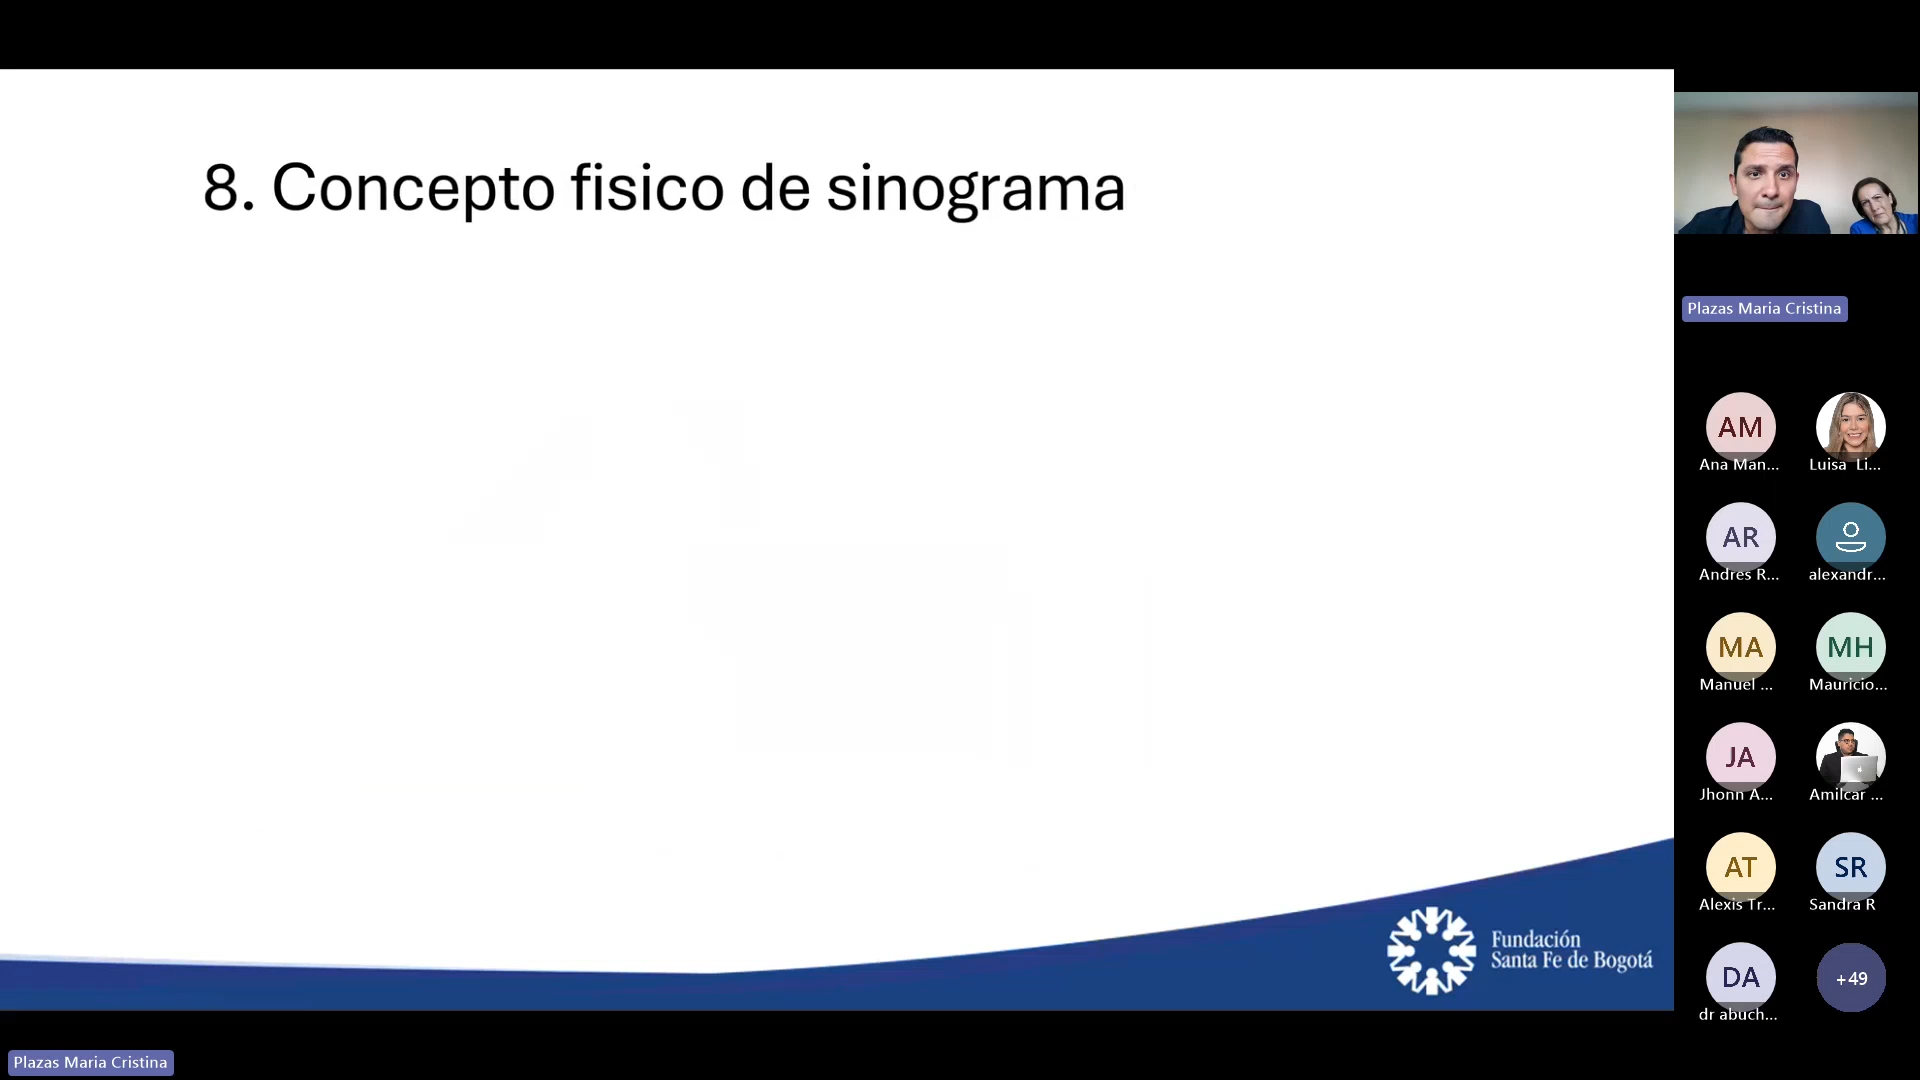 8. Concepto fisico de sinograma
Plazas Maria Cristina
AM
Ana Man...
Luisa Li...
AR
Andres R...
alexandr...
MA
Manuel ...
MH
Mauricio...
JA
Jhonn A...
Amilcar ...
AT
Alexis Tr...
SR
Sandra R
DA
dr abuch...
+49
Fundación
Santa Fe de Bogotá
Plazas Maria Cristina